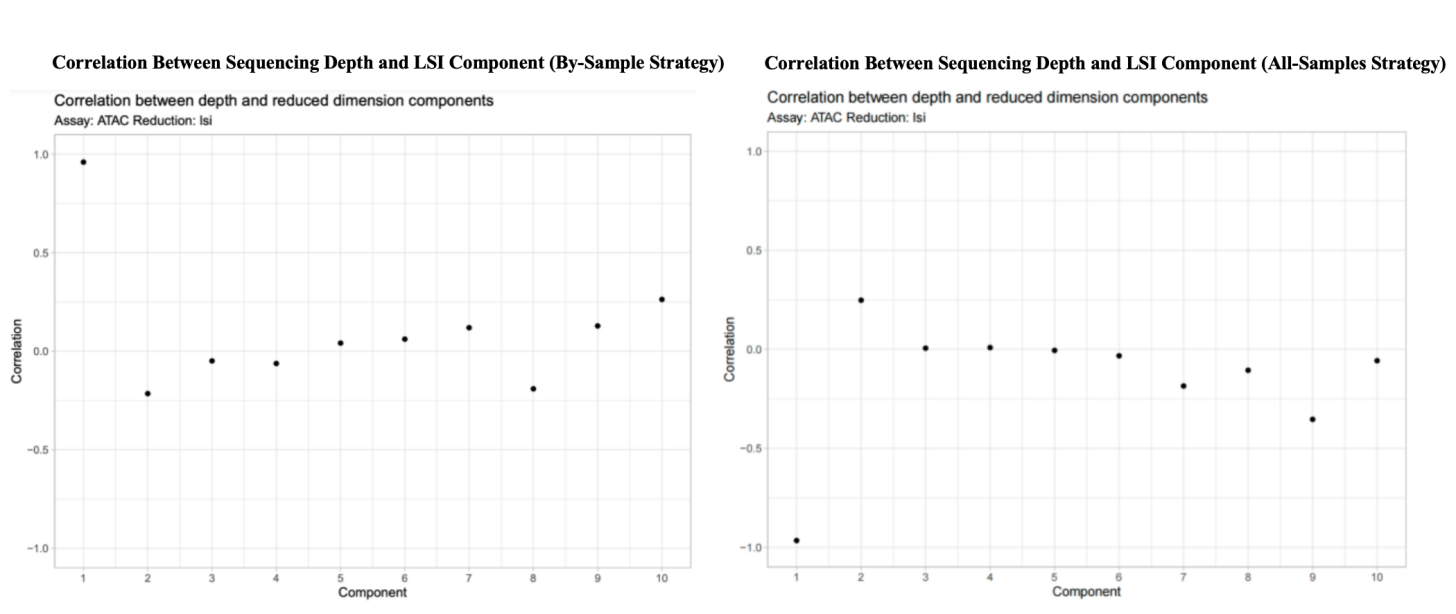 Correlation Between Sequencing Depth and LSI Component (By-Sample Strategy)
Correlation between depth and reduced dimension components
Assay: ATAC Reduction: lsi
1.0
0.5
0.0
−0.5
−1.0
Correlation
1 2 3 4 5 6 7 8 9 10
Component
Correlation Between Sequencing Depth and LSI Component (All-Samples Strategy)
Correlation between depth and reduced dimension components
Assay: ATAC Reduction: lsi
1.0
0.5
0.0
−0.5
−1.0
Correlation
1 2 3 4 5 6 7 8 9 10
Component